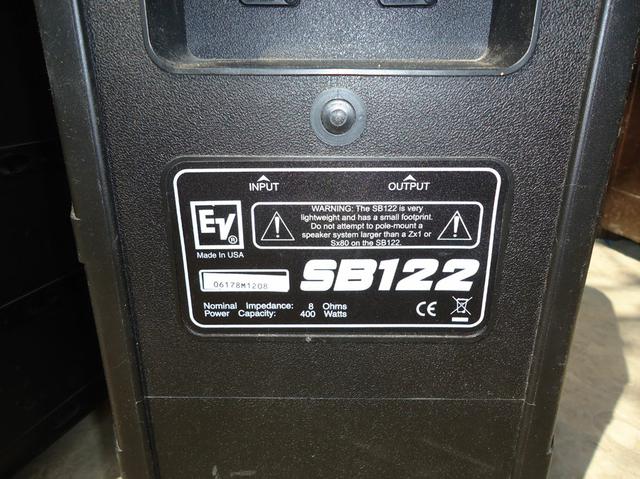 INPUT OUTPUT
EV®
WARNING: The SB122 is very
lightweight and has a small footprint.
Do not attempt to pole-mount a
speaker system larger than a Zx1 or
Sx80 on the SB122.
Made In USA
06178M1208
SB122
Nominal Impedance: 8 Ohms
Power Capacity: 400 Watts
CE